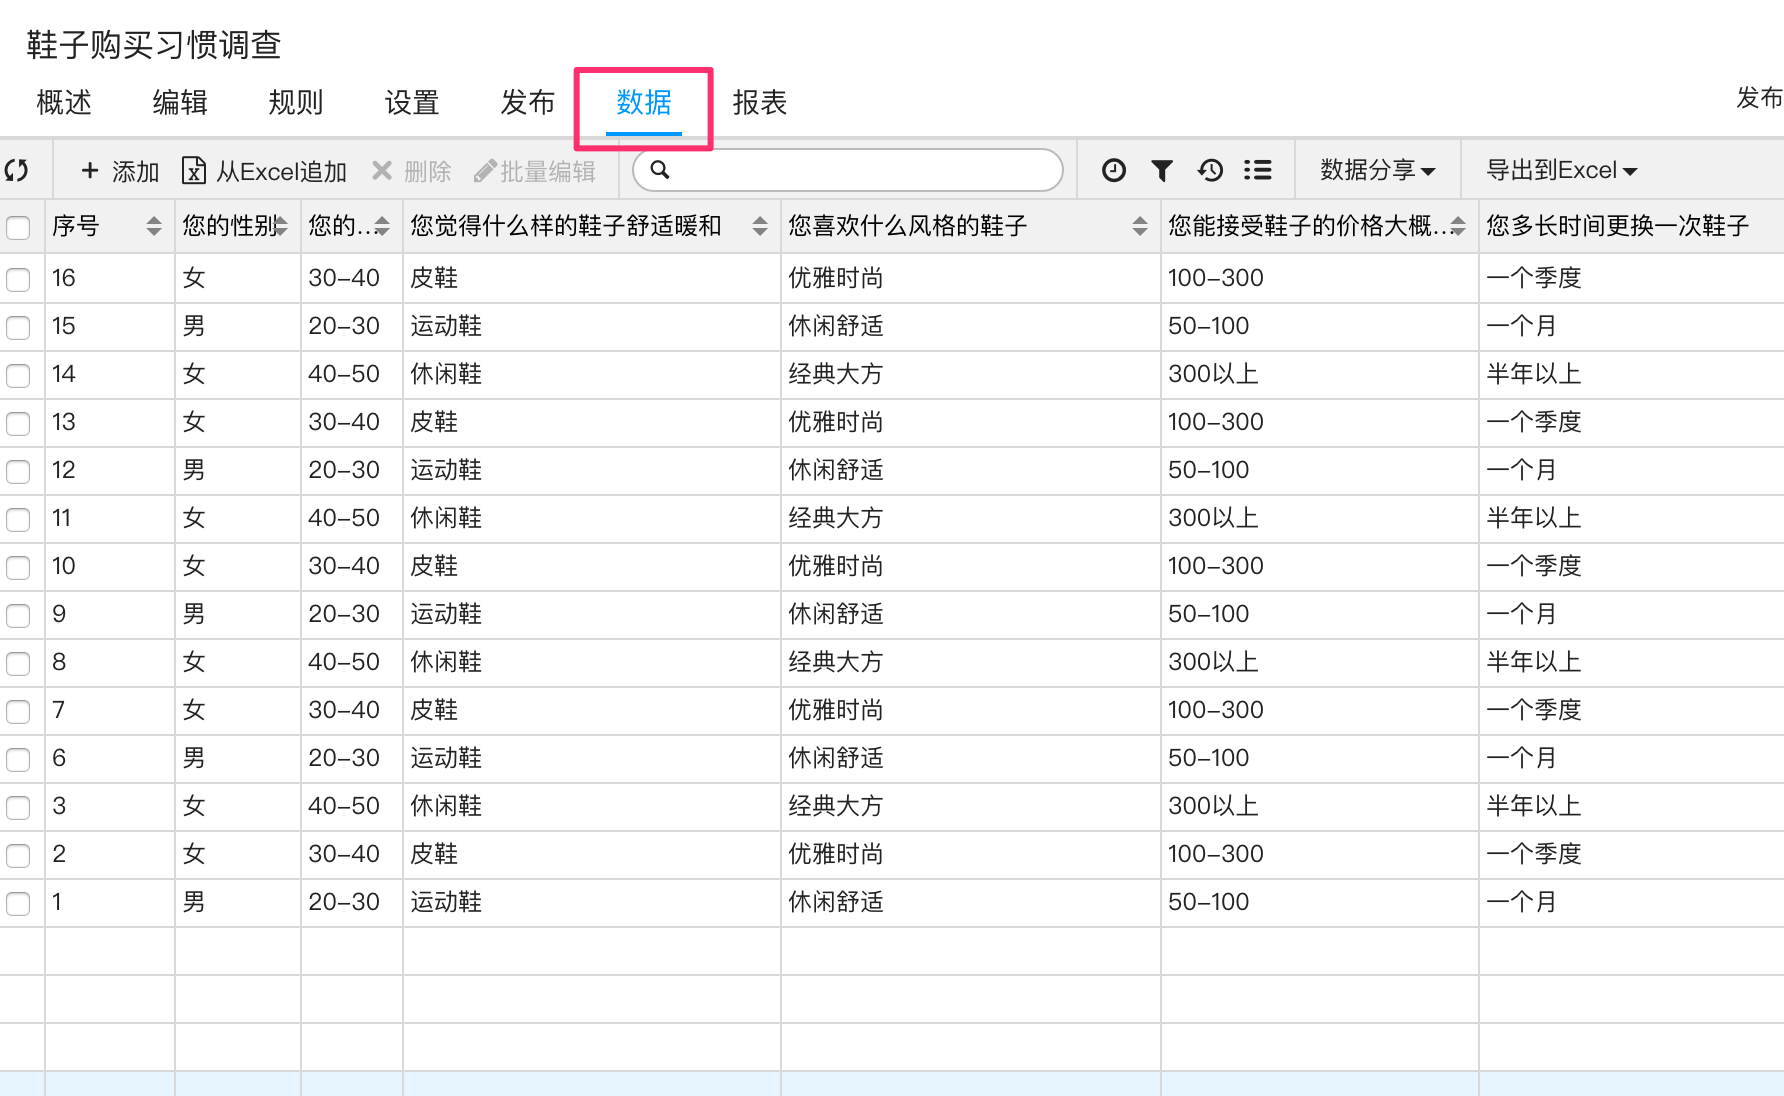 鞋子购买习惯调查
概述 编辑 规则 设置 发布 数据 报表 发布
添加 从Excel追加 删除 批量编辑 数据分享 导出到Excel
序号 您的性别 您的... 您觉得什么样的鞋子舒适暖和 您喜欢什么风格的鞋子 您能接受鞋子的价格大概... 您多长时间更换一次鞋子
16 女 30-40 皮鞋 优雅时尚 100-300 一个季度
15 男 20-30 运动鞋 休闲舒适 50-100 一个月
14 女 40-50 休闲鞋 经典大方 300以上 半年以上
13 女 30-40 皮鞋 优雅时尚 100-300 一个季度
12 男 20-30 运动鞋 休闲舒适 50-100 一个月
11 女 40-50 休闲鞋 经典大方 300以上 半年以上
10 女 30-40 皮鞋 优雅时尚 100-300 一个季度
9 男 20-30 运动鞋 休闲舒适 50-100 一个月
8 女 40-50 休闲鞋 经典大方 300以上 半年以上
7 女 30-40 皮鞋 优雅时尚 100-300 一个季度
6 男 20-30 运动鞋 休闲舒适 50-100 一个月
3 女 40-50 休闲鞋 经典大方 300以上 半年以上
2 女 30-40 皮鞋 优雅时尚 100-300 一个季度
1 男 20-30 运动鞋 休闲舒适 50-100 一个月